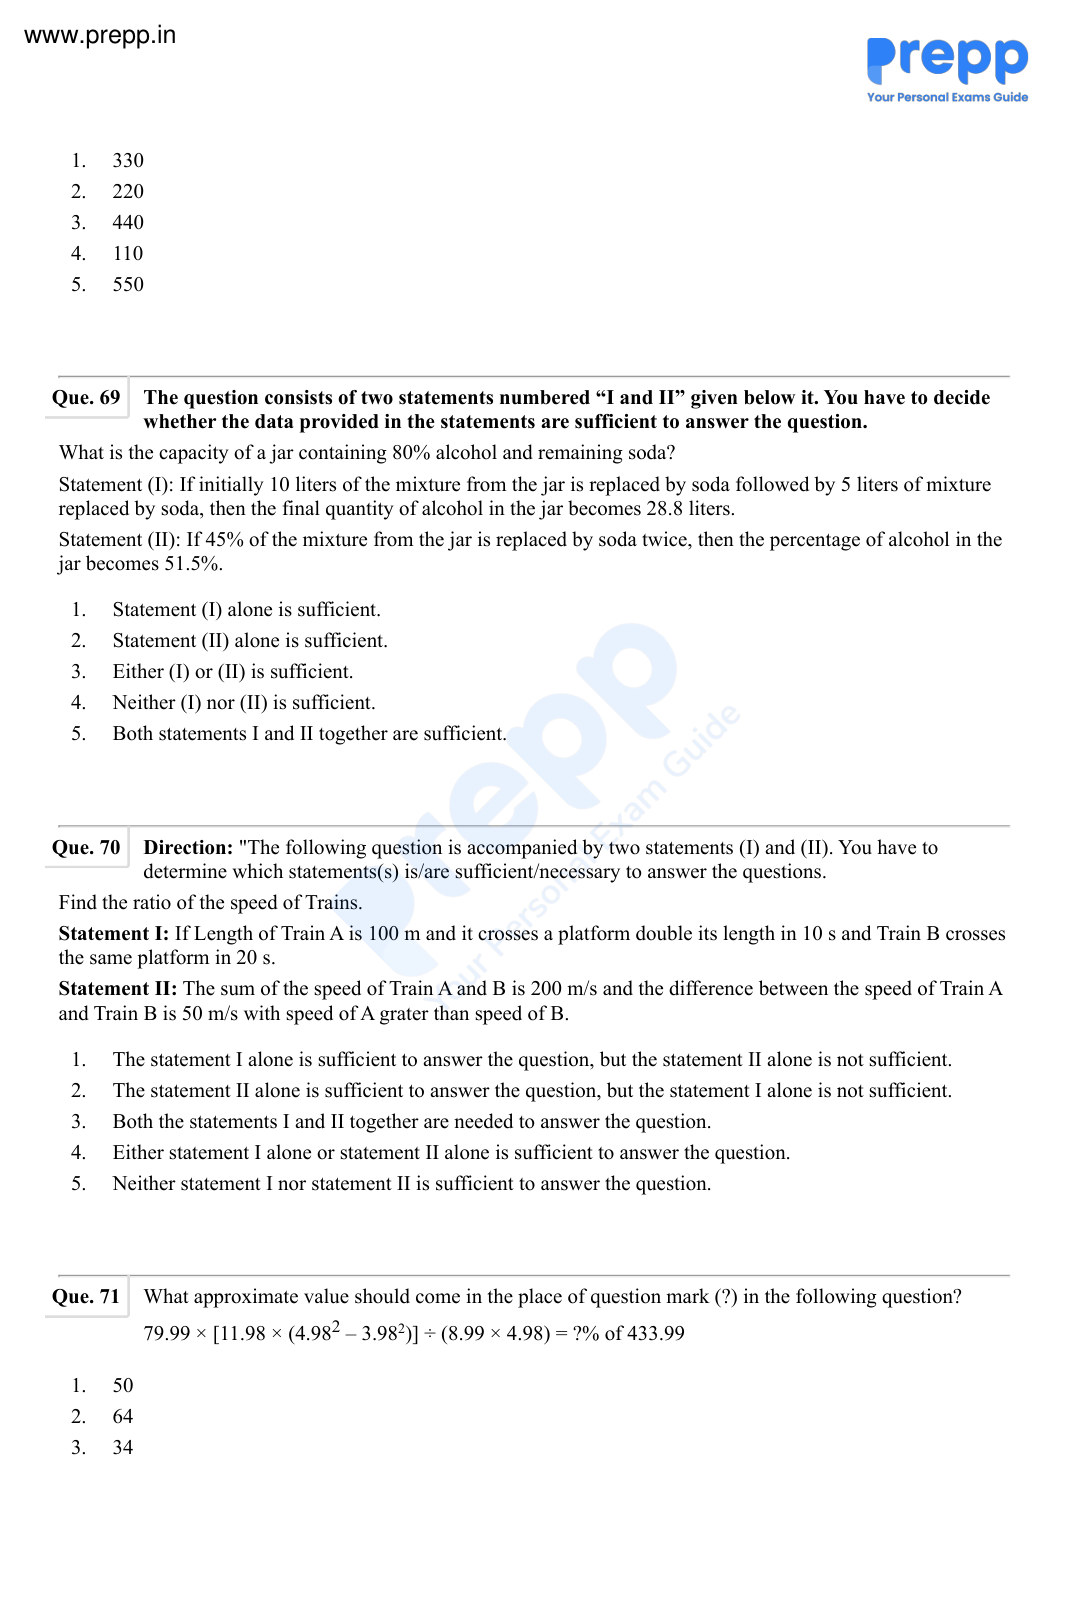 www.prepp.in
prepp
Your Personal Exams Guide
1. 330
2. 220
3. 440
4. 110
5. 550
Que. 69 The question consists of two statements numbered “I and II” given below it. You have to decide
whether the data provided in the statements are sufficient to answer the question.
What is the capacity of a jar containing 80% alcohol and remaining soda?
Statement (I): If initially 10 liters of the mixture from the jar is replaced by soda followed by 5 liters of mixture
replaced by soda, then the final quantity of alcohol in the jar becomes 28.8 liters.
Statement (II): If 45% of the mixture from the jar is replaced by soda twice, then the percentage of alcohol in the
jar becomes 51.5%.
1. Statement (I) alone is sufficient.
2. Statement (II) alone is sufficient.
3. Either (I) or (II) is sufficient.
4. Neither (I) nor (II) is sufficient.
5. Both statements I and II together are sufficient.
prepp
Your Personal Exam Guide
Que. 70 Direction: "The following question is accompanied by two statements (I) and (II). You have to
determine which statements(s) is/are sufficient/necessary to answer the questions.
Find the ratio of the speed of Trains.
Statement I: If Length of Train A is 100 m and it crosses a platform double its length in 10 s and Train B crosses
the same platform in 20 s.
Statement II: The sum of the speed of Train A and B is 200 m/s and the difference between the speed of Train A
and Train B is 50 m/s with speed of A grater than speed of B.
1. The statement I alone is sufficient to answer the question, but the statement II alone is not sufficient.
2. The statement II alone is sufficient to answer the question, but the statement I alone is not sufficient.
3. Both the statements I and II together are needed to answer the question.
4. Either statement I alone or statement II alone is sufficient to answer the question.
5. Neither statement I nor statement II is sufficient to answer the question.
Que. 71 What approximate value should come in the place of question mark (?) in the following question?
79.99 × [11.98 × (4.98² – 3.98²)] ÷ (8.99 × 4.98) = ?% of 433.99
1. 50
2. 64
3. 34